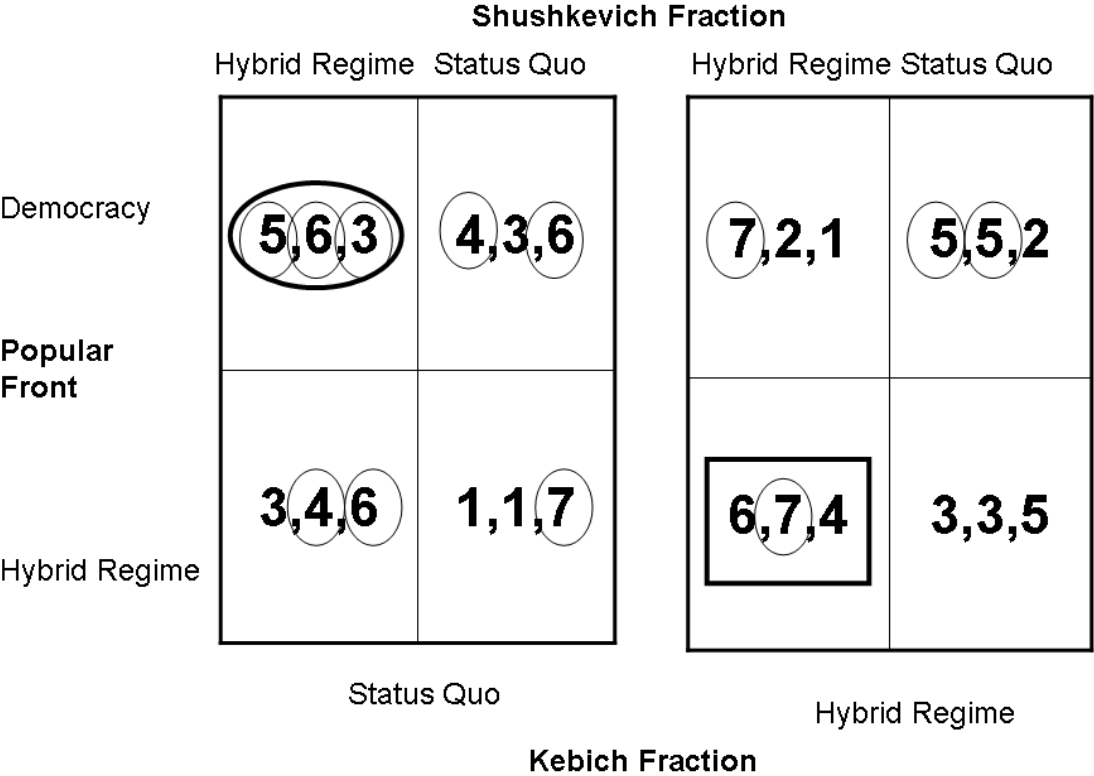 Shushkevich Fraction
Hybrid Regime Status Quo Hybrid Regime Status Quo
Democracy 5,6,3 4,3,6 7,2,1 5,5,2
Popular
Front
3,4,6 1,1,7 6,7,4 3,3,5
Hybrid Regime
Status Quo
Hybrid Regime
Kebich Fraction